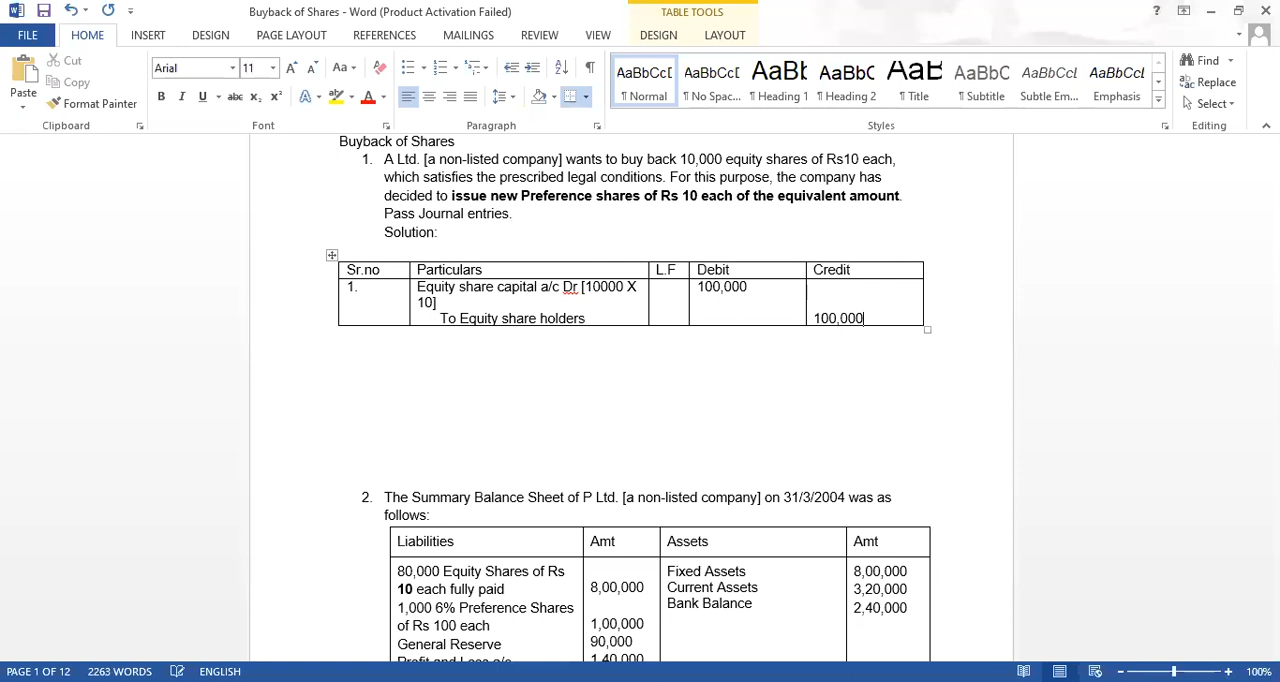 Buyback of Shares - Word (Product Activation Failed)
TABLE TOOLS
FILE HOME INSERT DESIGN PAGE LAYOUT REFERENCES MAILINGS REVIEW VIEW DESIGN LAYOUT
Paste
Cut
Copy
Format Painter
Arial 11
AaBbCcD ¶ Normal
AaBbCcD ¶ No Spac...
AaBb ¶ Heading 1
AaBbC ¶ Heading 2
AaB ¶ Title
AaBbC ¶ Subtitle
AaBbCcL Subtle Em...
AaBbCcL Emphasis
Find
Replace
Select
Clipboard Font Paragraph Styles Editing
Buyback of Shares
1. A Ltd. [a non-listed company] wants to buy back 10,000 equity shares of Rs10 each,
which satisfies the prescribed legal conditions. For this purpose, the company has
decided to issue new Preference shares of Rs 10 each of the equivalent amount.
Pass Journal entries.
Solution:
Sr.no Particulars L.F Debit Credit
1. Equity share capital a/c Dr [10000 X 100,000
10]
To Equity share holders 100,000
2. The Summary Balance Sheet of P Ltd. [a non-listed company] on 31/3/2004 was as
follows:
Liabilities Amt Assets Amt
80,000 Equity Shares of Rs Fixed Assets 8,00,000
10 each fully paid 8,00,000 Current Assets 3,20,000
1,000 6% Preference Shares Bank Balance 2,40,000
of Rs 100 each 1,00,000
General Reserve 90,000
Profit and Loss a/c 1,40,000
PAGE 1 OF 12 2263 WORDS ENGLISH 100%